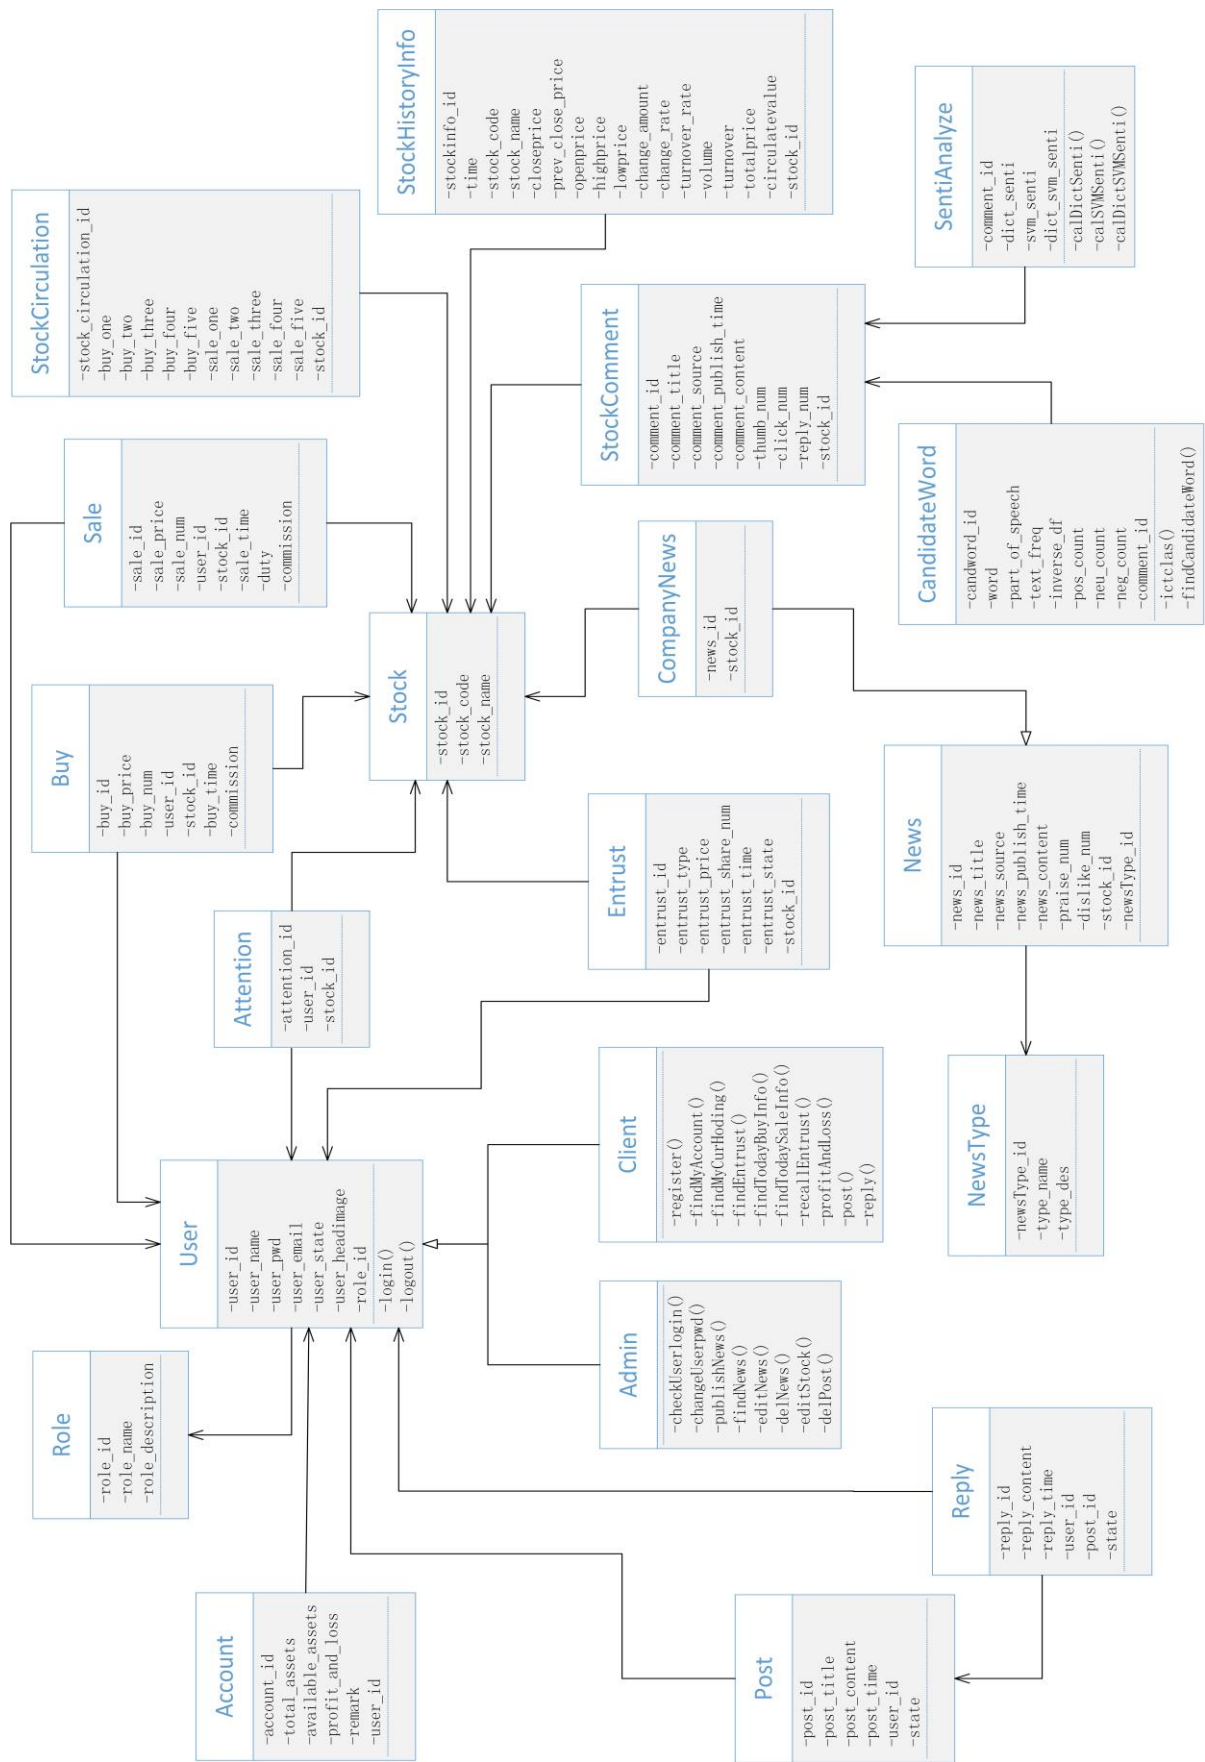 Account
-account_id
-total_assets
-available_assets
-profit_and_loss
-remark
-user_id
Role
-role_id
-role_name
-role_description
User
-user_id
-user_name
-user_pwd
-user_email
-user_state
-user_headimage
-role_id
-login()
-logout()
Attention
-attention_id
-user_id
-stock_id
Buy
-buy_id
-buy_price
-buy_num
-user_id
-stock_id
-buy_time
-commission
Sale
-sale_id
-sale_price
-sale_num
-user_id
-stock_id
-sale_time
-duty
-commission
StockCirculation
-stock_circulation_id
-buy_one
-buy_two
-buy_three
-buy_four
-buy_five
-sale_one
-sale_two
-sale_three
-sale_four
-sale_five
-stock_id
Stock
-stock_id
-stock_code
-stock_name
StockHistoryInfo
-stockinfo_id
-time
-stock_code
-stock_name
-closeprice
-prev_close_price
-openprice
-highprice
-lowprice
-change_amount
-change_rate
-turnover_rate
-volume
-turnover
-totalprice
-circulatevalue
-stock_id
Admin
-checkUserlogin()
-changeUserpwd()
-publishNews()
-findNews()
-editNews()
-delNews()
-editStock()
-delPost()
Client
-register()
-findMyAccount()
-findMyCurHoding()
-findEntrust()
-findTodayBuyInfo()
-findTodaySaleInfo()
-recallEntrust()
-profitAndLoss()
-post()
-reply()
Entrust
-entrust_id
-entrust_type
-entrust_price
-entrust_share_num
-entrust_time
-entrust_state
-stock_id
CompanyNews
-news_id
-stock_id
StockComment
-comment_id
-comment_title
-comment_source
-comment_publish_time
-comment_content
-thumb_num
-click_num
-reply_num
-stock_id
Post
-post_id
-post_title
-post_content
-post_time
-user_id
-state
Reply
-reply_id
-reply_content
-reply_time
-user_id
-post_id
-state
NewsType
-newsType_id
-type_name
-type_des
News
-news_id
-news_title
-news_source
-news_publish_time
-news_content
-praise_num
-dislike_num
-stock_id
-newsType_id
CandidateWord
-candword_id
-word
-part_of_speech
-text_freq
-inverse_df
-pos_count
-neu_count
-neg_count
-comment_id
-ictclas()
-findCandidateWord()
SentiAnalyze
-comment_id
-dict_senti
-svm_senti
-dict_svm_senti
-calDictSenti()
-calSVMSenti()
-calDictSVMSenti()